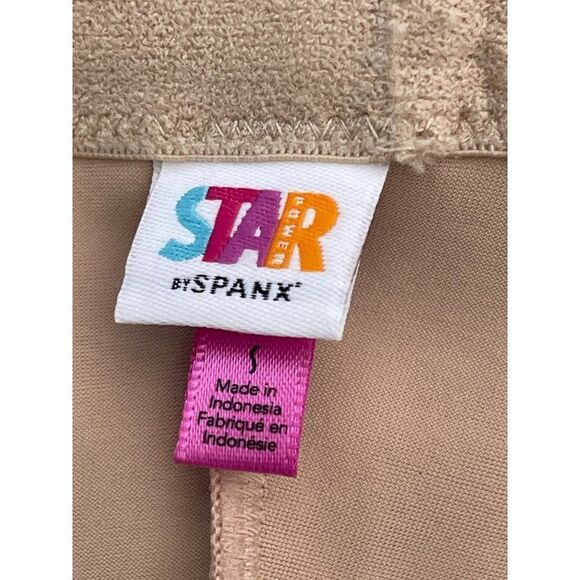 STAR
POWER
BY SPANX®
S
Made in
Indonesia
Fabriqué en
Indonésie